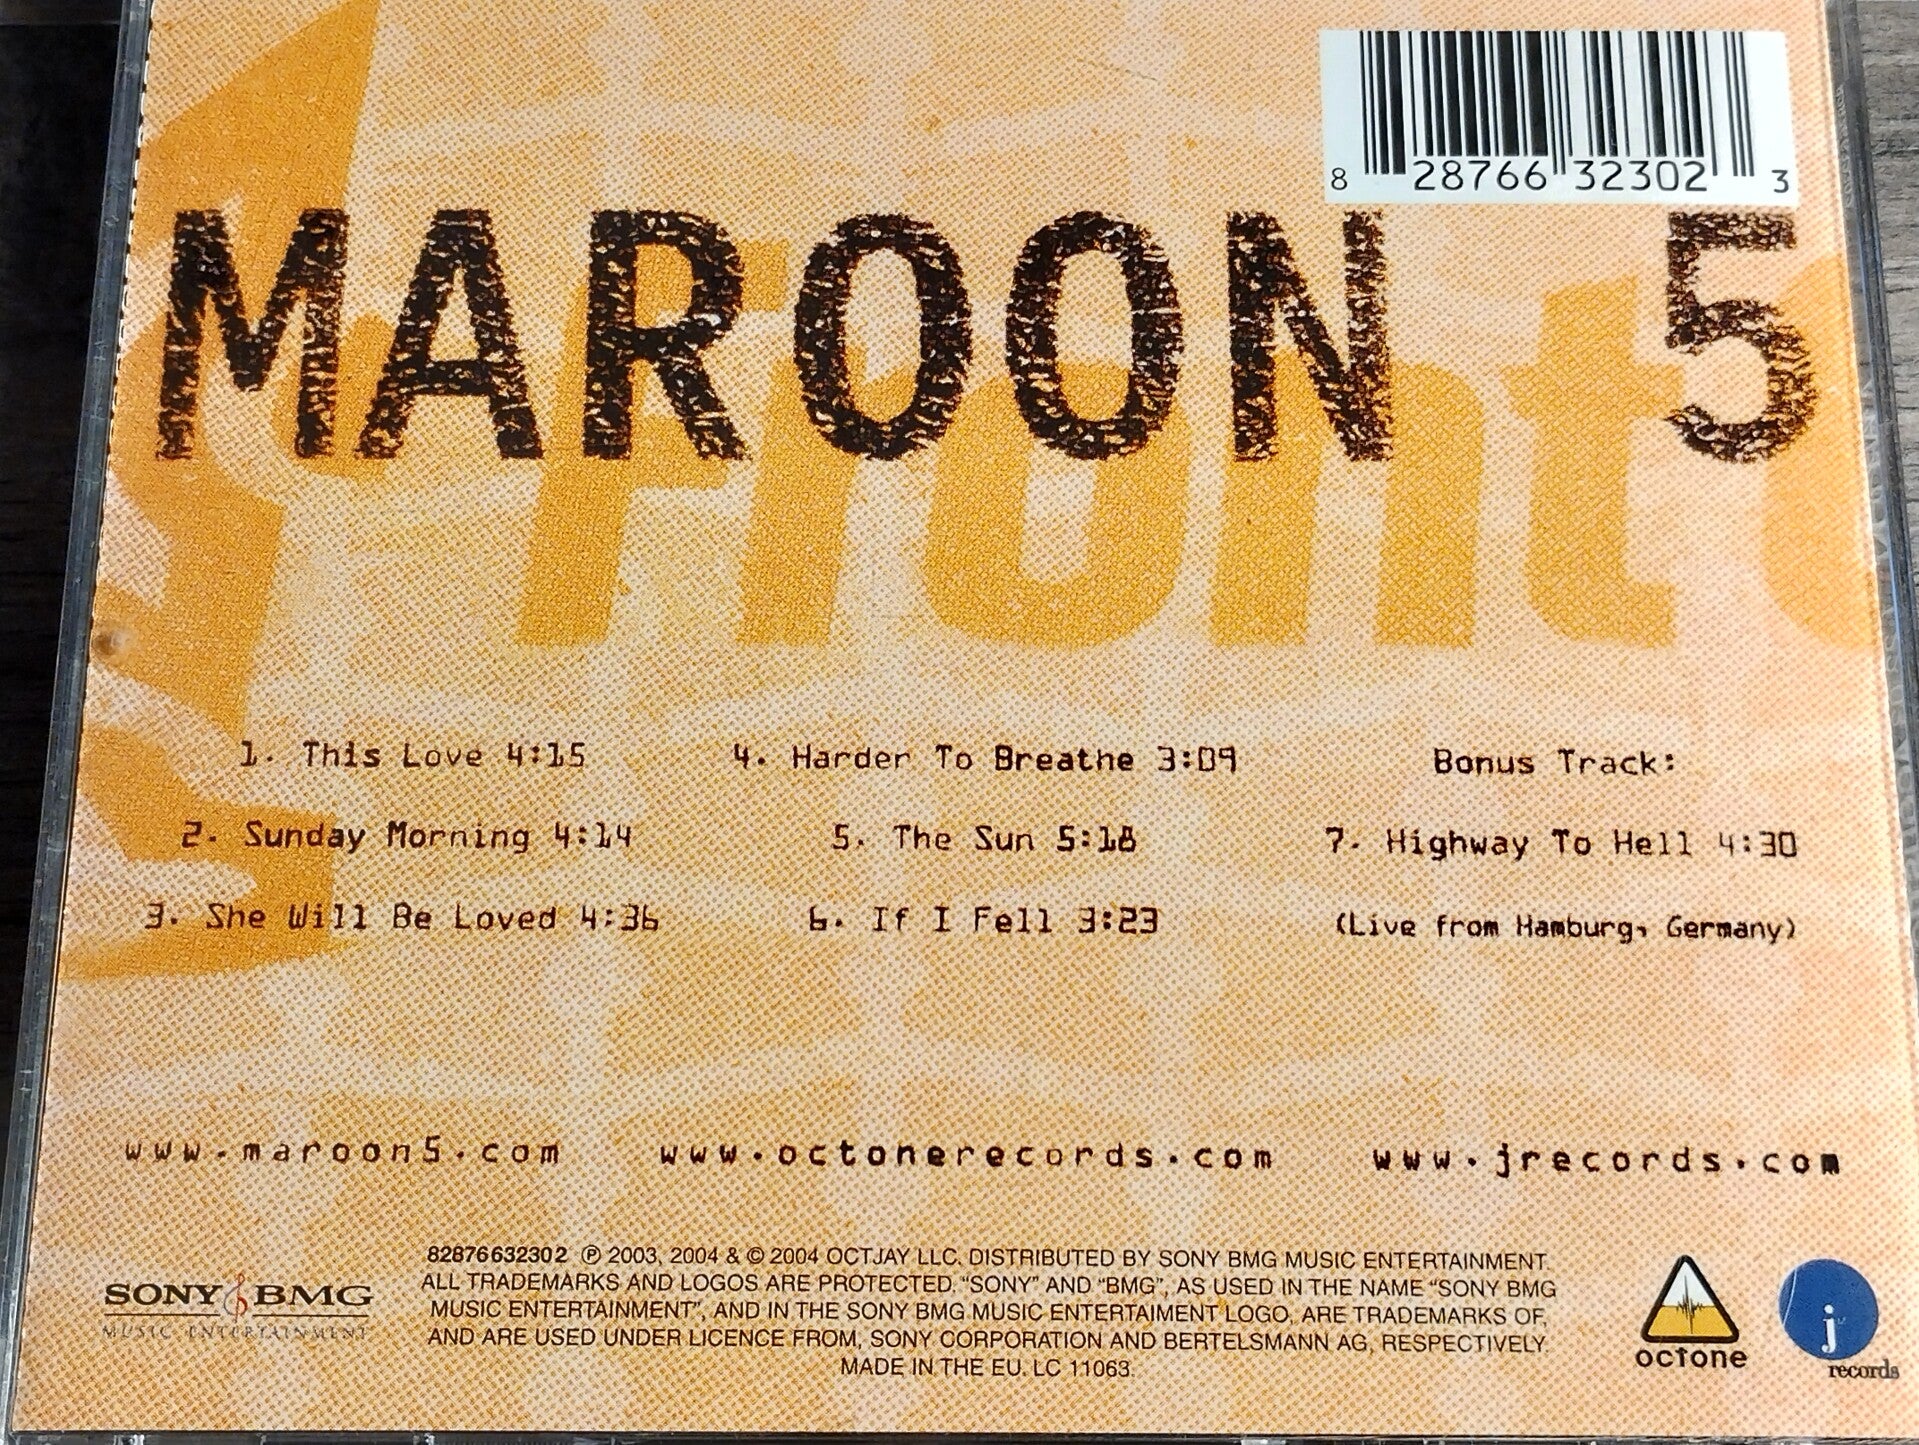 8 28766 32302 3
MAROON 5
Front
1. This Love 4:15
2. Sunday Morning 4:14
3. She Will Be Loved 4:36
4. Harder To Breathe 3:09
5. The Sun 5:18
6. If I Fell 3:23
Bonus Track:
7. Highway To Hell 4:30
(Live from Hamburg, Germany)
www.maroon5.com
www.octonerecords.com
www.jrecords.com
SONY BMG
MUSIC ENTERTAINMENT
82876632302 ℗ 2003, 2004 & © 2004 OCTJAY LLC. DISTRIBUTED BY SONY BMG MUSIC ENTERTAINMENT.
ALL TRADEMARKS AND LOGOS ARE PROTECTED. "SONY" AND "BMG", AS USED IN THE NAME "SONY BMG
MUSIC ENTERTAINMENT", AND IN THE SONY BMG MUSIC ENTERTAIMENT LOGO, ARE TRADEMARKS OF,
AND ARE USED UNDER LICENCE FROM, SONY CORPORATION AND BERTELSMANN AG, RESPECTIVELY.
MADE IN THE EU. LC 11063.
octone
j
records